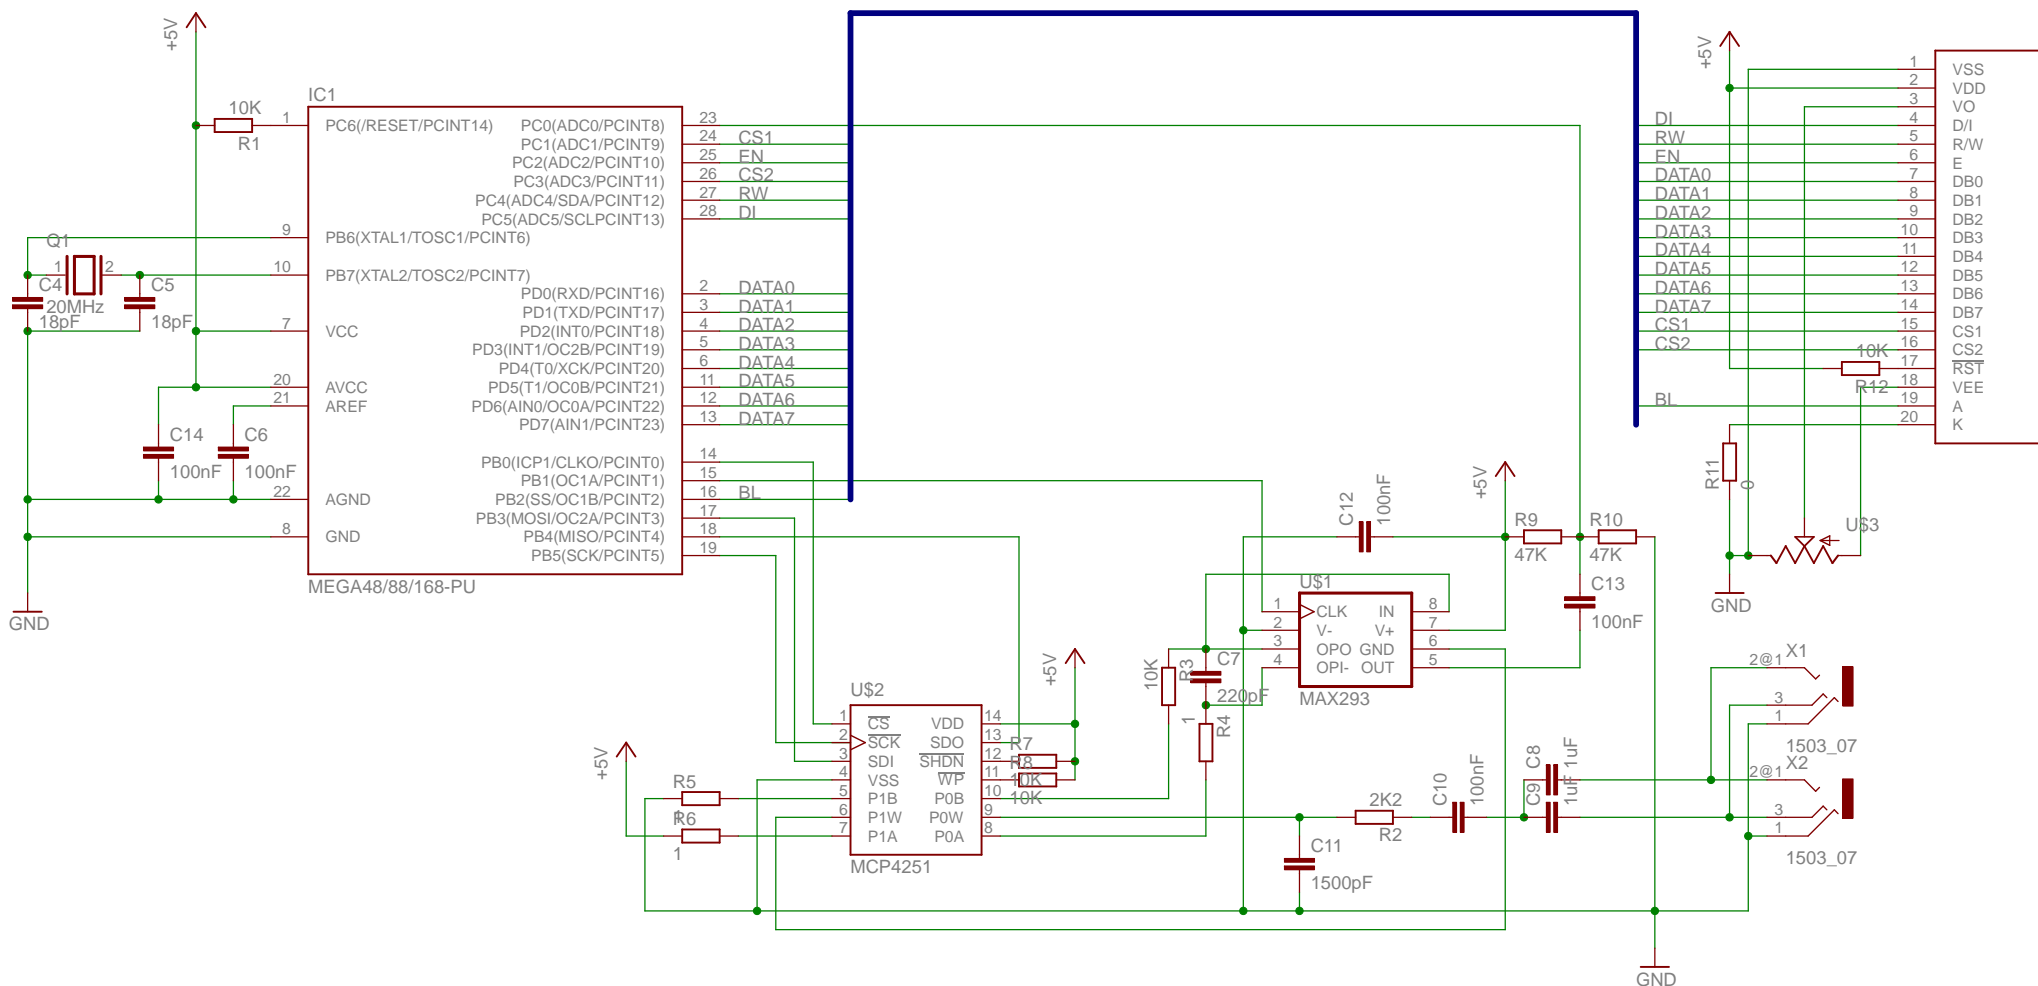 +5V
10K
R1
IC1
1 PC6(/RESET/PCINT14)
9 PB6(XTAL1/TOSC1/PCINT6)
10 PB7(XTAL2/TOSC2/PCINT7)
7 VCC
20 AVCC
21 AREF
22 AGND
8 GND
PC0(ADC0/PCINT8) 23
PC1(ADC1/PCINT9) 24 CS1
PC2(ADC2/PCINT10) 25 EN
PC3(ADC3/PCINT11) 26 CS2
PC4(ADC4/SDA/PCINT12) 27 RW
PC5(ADC5/SCLPCINT13) 28 DI
PD0(RXD/PCINT16) 2 DATA0
PD1(TXD/PCINT17) 3 DATA1
PD2(INT0/PCINT18) 4 DATA2
PD3(INT1/OC2B/PCINT19) 5 DATA3
PD4(T0/XCK/PCINT20) 6 DATA4
PD5(T1/OC0B/PCINT21) 11 DATA5
PD6(AIN0/OC0A/PCINT22) 12 DATA6
PD7(AIN1/PCINT23) 13 DATA7
PB0(ICP1/CLKO/PCINT0) 14
PB1(OC1A/PCINT1) 15
PB2(SS/OC1B/PCINT2) 16 BL
PB3(MOSI/OC2A/PCINT3) 17
PB4(MISO/PCINT4) 18
PB5(SCK/PCINT5) 19
MEGA48/88/168-PU
Q1
1 2
20MHz
C4
18pF
C5
18pF
C14
100nF
C6
100nF
GND
+5V
1 VSS
2 VDD
3 VO
DI 4 D/I
RW 5 R/W
EN 6 E
DATA0 7 DB0
DATA1 8 DB1
DATA2 9 DB2
DATA3 10 DB3
DATA4 11 DB4
DATA5 12 DB5
DATA6 13 DB6
DATA7 14 DB7
CS1 15 CS1
CS2 16 CS2
10K 17 RST
R12 18 VEE
BL 19 A
20 K
R11
0
U$3
GND
+5V
C12
100nF
R9
47K
R10
47K
C13
100nF
U$1
1 CLK IN 8
2 V- V+ 7
3 OPO GND 6
4 OPI- OUT 5
MAX293
10K
R3
C7
220pF
1
R4
+5V
U$2
1 CS VDD 14
2 SCK SDO 13
3 SDI SHDN 12
4 VSS WP 11
5 P1B P0B 10
6 P1W P0W 9
7 P1A P0A 8
MCP4251
R7
R8
10K
10K
+5V
R5
1
R6
1
2K2
R2
C10
100nF
C8
1uF
C9
1uF
C11
1500pF
X1
2@1
3
1
1503_07
X2
2@1
3
1
1503_07
GND